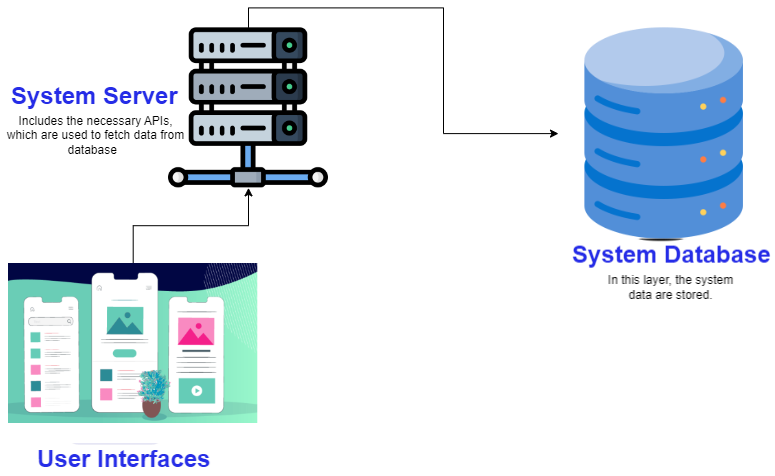 System Server
Includes the necessary APIs,
which are used to fetch data from
database
System Database
In this layer, the system
data are stored.
User Interfaces